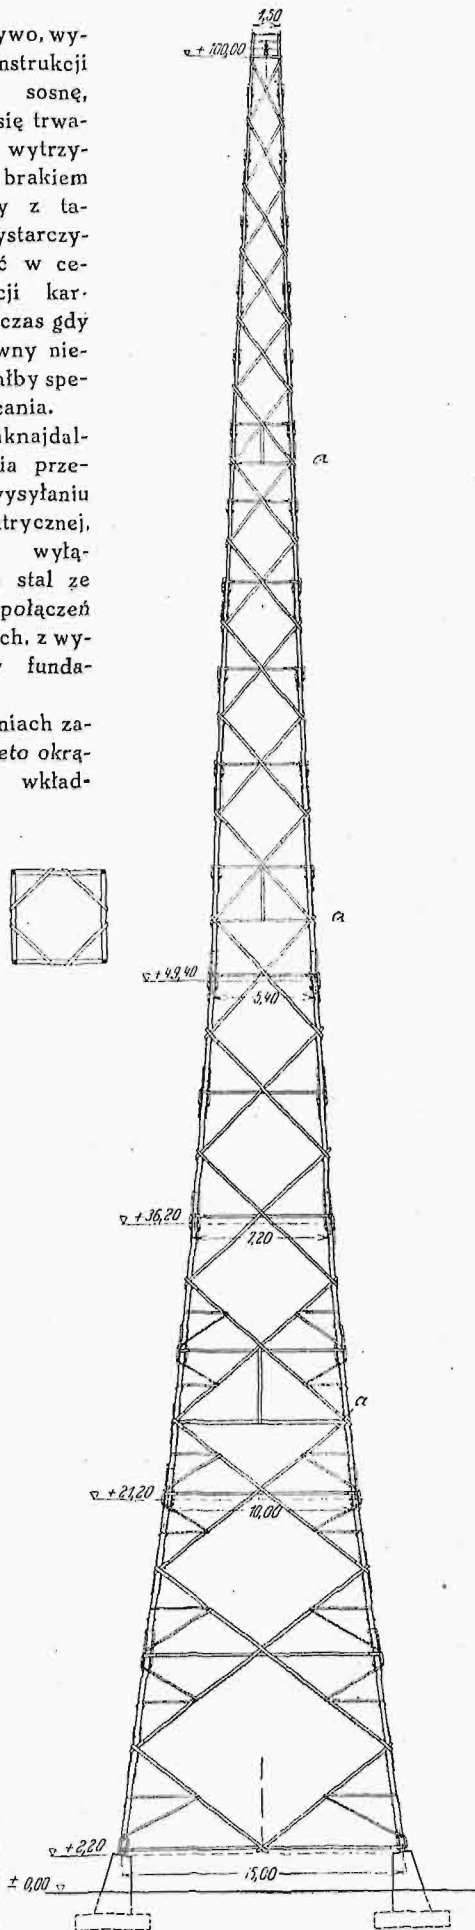 ywo, wy-
nstrukcji
sosnę,
się trwa-
wytrzy-
brakiem
y z ta-
ystarczy-
ć w ce-
cji kar-
czas gdy
wny nie-
ałby spe-
cania.
aknajdal-
ia prze-
wysyłaniu
trycznej,
wyłą-
stal ze
połączeń
ch, z wy-
funda-
niach za-
eto okrą-
wkład-
1,50
+100,00
a
a
+49,40
5,40
+36,20
7,20
a
+21,20
10,00
+2,20
15,00
± 0,00